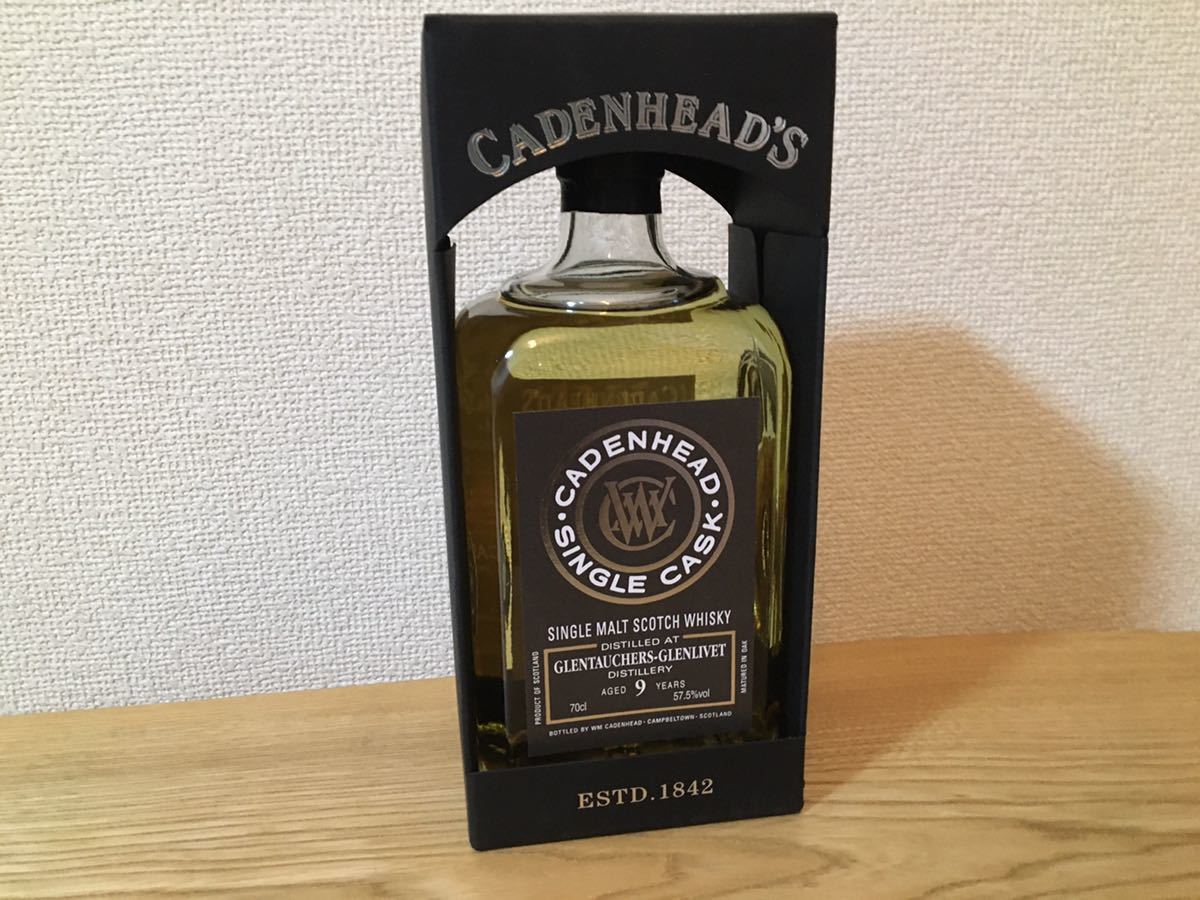 CADENHEAD'S
CADENHEAD
WC
SINGLE CASK
SINGLE MALT SCOTCH WHISKY
DISTILLED AT
GLENTAUCHERS-GLENLIVET
DISTILLERY
AGED 9 YEARS
70cl 57.5%vol
PRODUCT OF SCOTLAND
MATURED IN OAK
BOTTLED BY WM CADENHEAD · CAMPBELTOWN · SCOTLAND
ESTD.1842